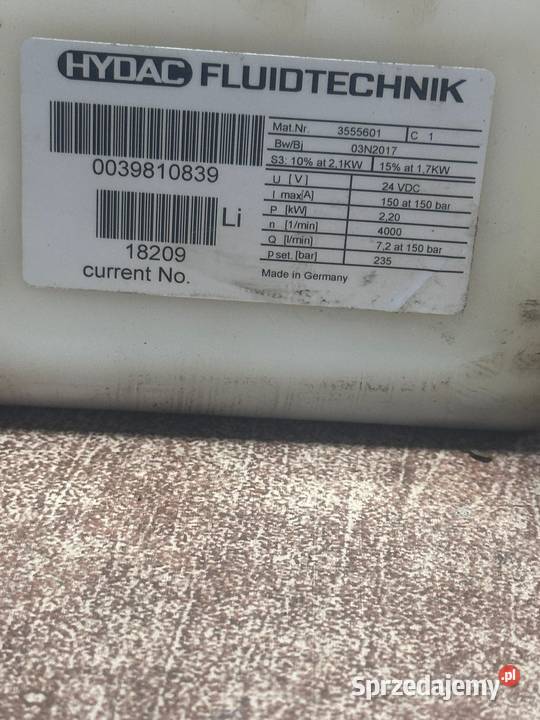 HYDAC FLUIDTECHNIK
0039810839
Li
18209
current No.
Mat.Nr. 3555601 C 1
Bw/Bj 03N2017
S3: 10% at 2,1KW 15% at 1,7KW
U [V] 24 VDC
I max[A] 150 at 150 bar
P [kW] 2,20
n [1/min] 4000
Q [l/min] 7,2 at 150 bar
P set. [bar] 235
Made in Germany
Sprzedajemy.pl